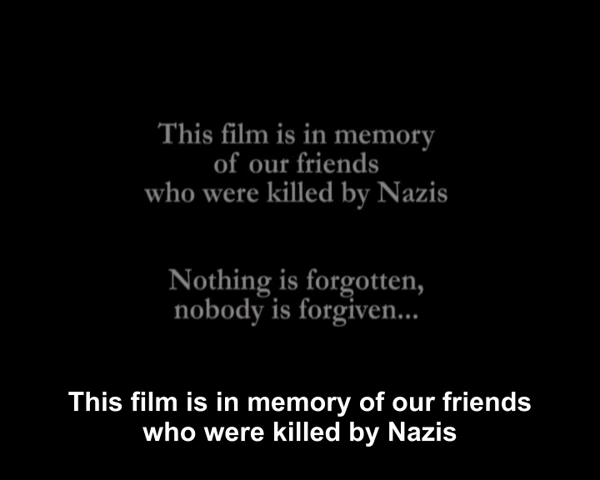 This film is in memory
of our friends
who were killed by Nazis
Nothing is forgotten,
nobody is forgiven...
This film is in memory of our friends
who were killed by Nazis